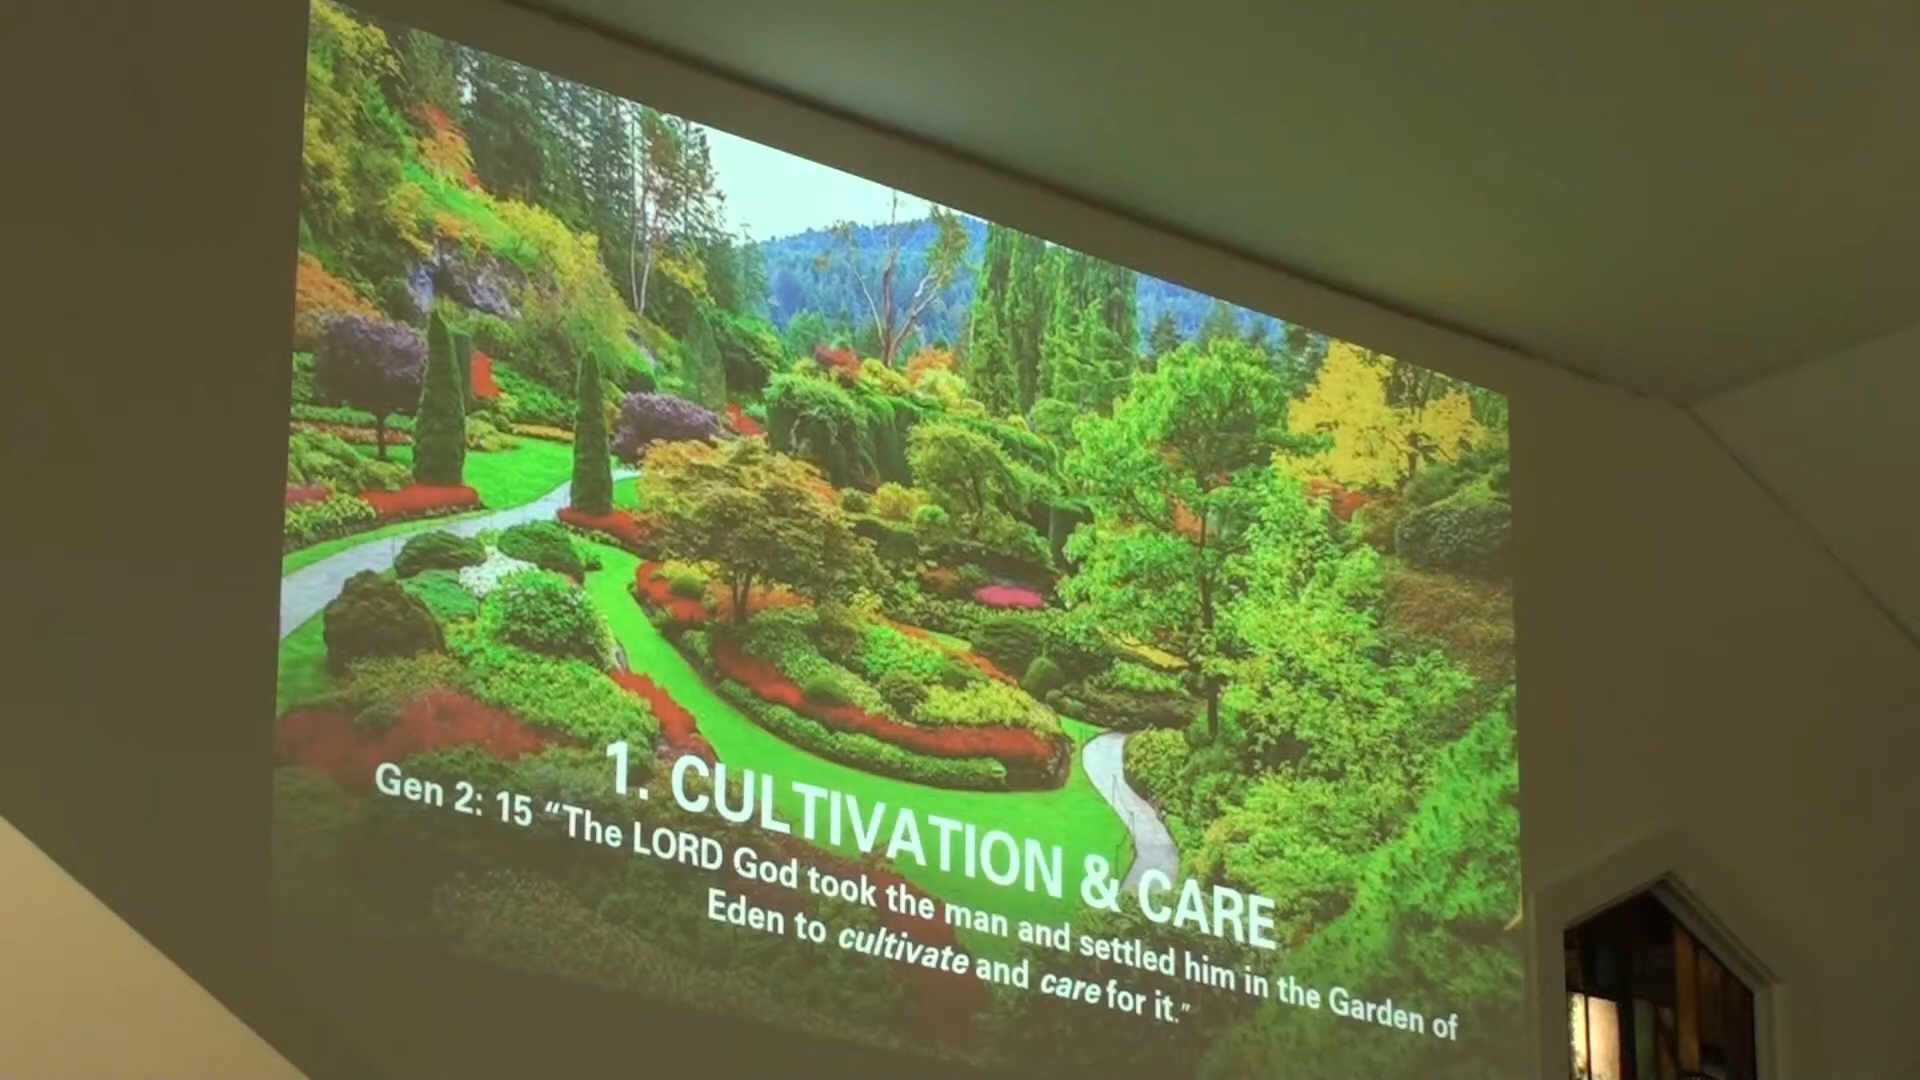 1. CULTIVATION & CARE
Gen 2: 15 “The LORD God took the man and settled him in the Garden of
Eden to cultivate and care for it.”